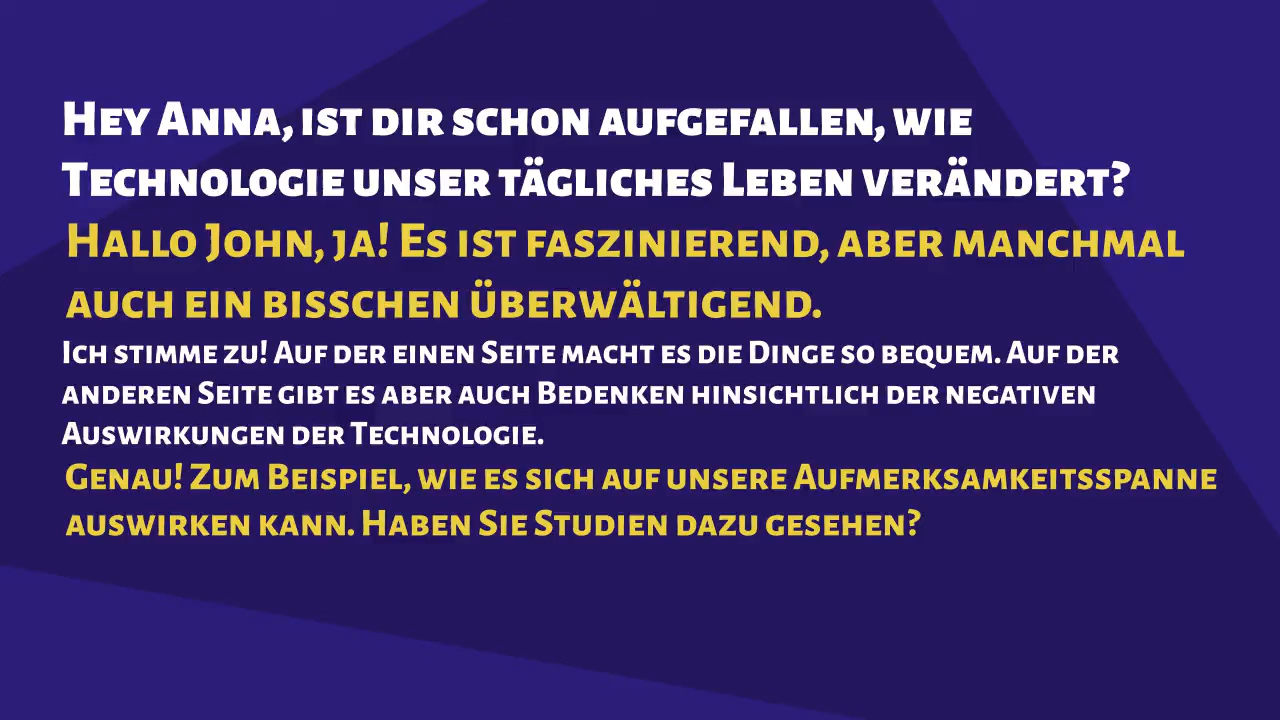 Hey Anna, ist dir schon aufgefallen, wie
Technologie unser tägliches Leben verändert?
Hallo John, ja! Es ist faszinierend, aber manchmal
auch ein bisschen überwältigend.
Ich stimme zu! Auf der einen Seite macht es die Dinge so bequem. Auf der
anderen Seite gibt es aber auch Bedenken hinsichtlich der negativen
Auswirkungen der Technologie.
Genau! Zum Beispiel, wie es sich auf unsere Aufmerksamkeitsspanne
auswirken kann. Haben Sie Studien dazu gesehen?